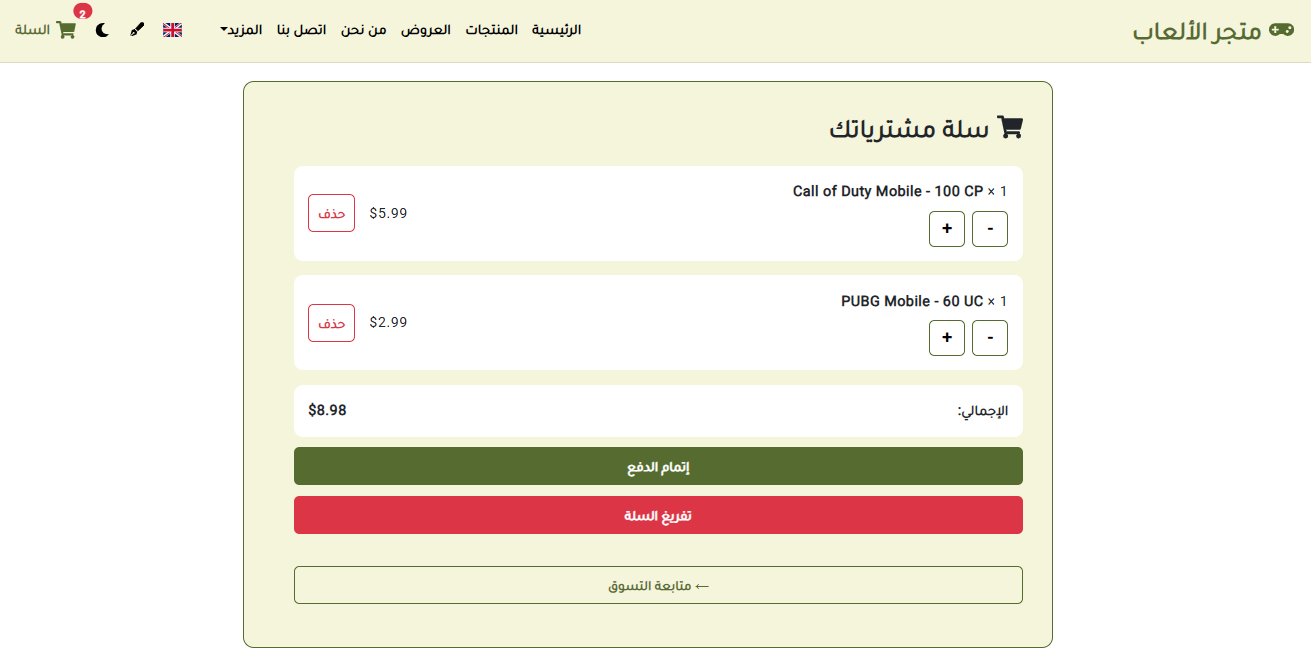 متجر الألعاب
الرئيسية المنتجات العروض من نحن اتصل بنا المزيد
2
السلة
سلة مشترياتك
Call of Duty Mobile - 100 CP × 1
- +
$5.99
حذف
PUBG Mobile - 60 UC × 1
- +
$2.99
حذف
الإجمالي:
$8.98
إتمام الدفع
تفريغ السلة
← متابعة التسوق